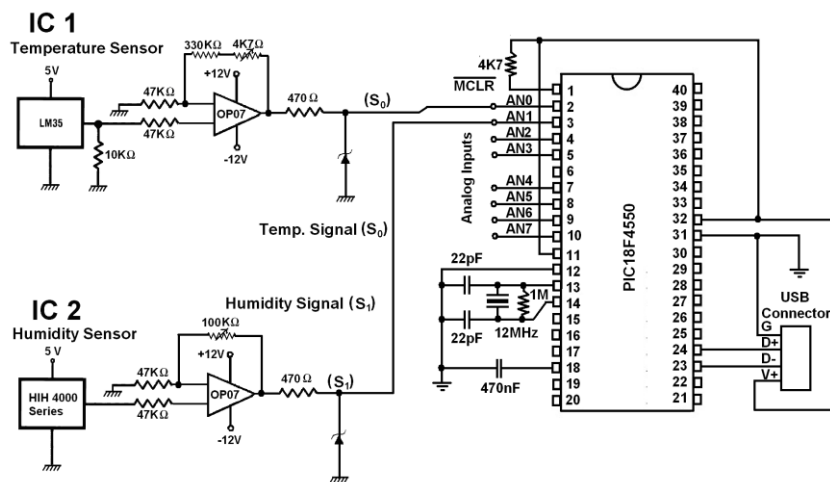 IC 1
Temperature Sensor
5V
LM35
10KΩ
47KΩ
47KΩ
330KΩ
4K7Ω
+12V
OP07
-12V
470 Ω
(S0)
Temp. Signal (S0)
IC 2
Humidity Sensor
5 V
HIH 4000
Series
47KΩ
47KΩ
100KΩ
+12V
OP07
-12V
470 Ω
(S1)
Humidity Signal (S1)
4K7
MCLR
AN0
AN1
AN2
AN3
AN4
AN5
AN6
AN7
Analog Inputs
22pF
22pF
1M
12MHz
470nF
PIC18F4550
1
2
3
4
5
6
7
8
9
10
11
12
13
14
15
16
17
18
19
20
40
39
38
37
36
35
34
33
32
31
30
29
28
27
26
25
24
23
22
21
USB
Connector
G
D+
D-
V+